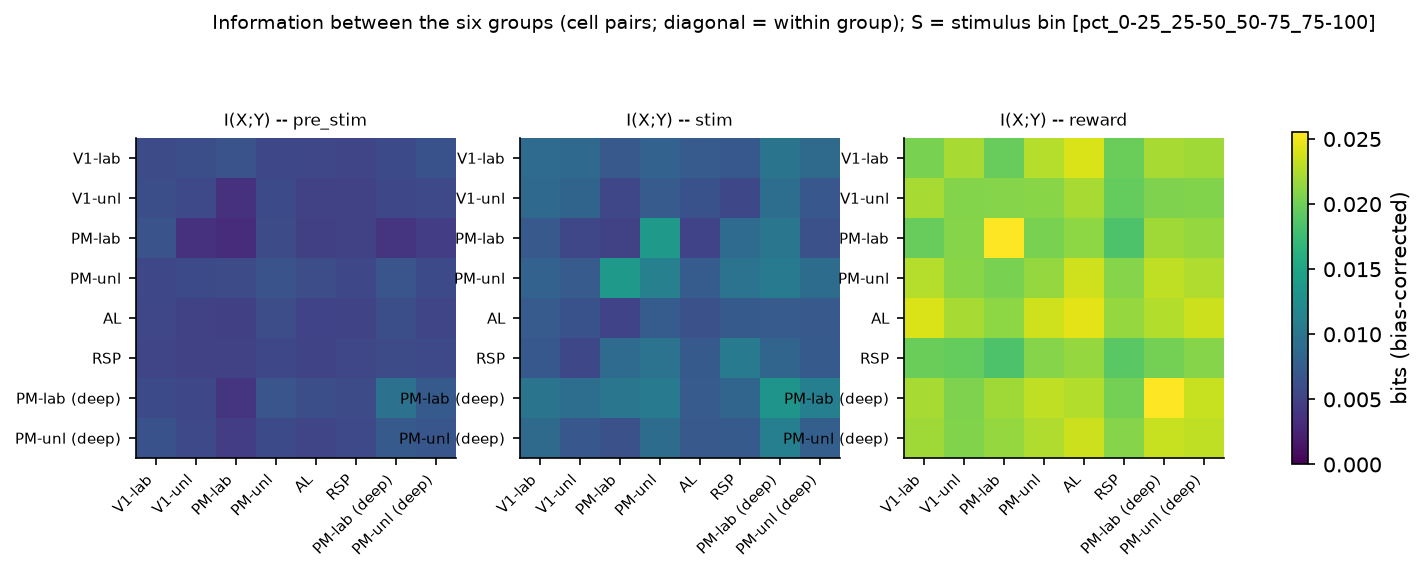 Information between the six groups (cell pairs; diagonal = within group); S = stimulus bin [pct_0-25_25-50_50-75_75-100]
I(X;Y) -- pre_stim
V1-lab
V1-unl
PM-lab
PM-unl
AL
RSP
PM-lab (deep)
PM-unl (deep)
V1-lab
V1-unl
PM-lab
PM-unl
AL
RSP
PM-lab (deep)
PM-unl (deep)
I(X;Y) -- stim
V1-lab
V1-unl
PM-lab
PM-unl
AL
RSP
PM-lab (deep)
PM-unl (deep)
V1-lab
V1-unl
PM-lab
PM-unl
AL
RSP
PM-lab (deep)
PM-unl (deep)
I(X;Y) -- reward
V1-lab
V1-unl
PM-lab
PM-unl
AL
RSP
PM-lab (deep)
PM-unl (deep)
V1-lab
V1-unl
PM-lab
PM-unl
AL
RSP
PM-lab (deep)
PM-unl (deep)
0.025
0.020
0.015
0.010
0.005
0.000
bits (bias-corrected)